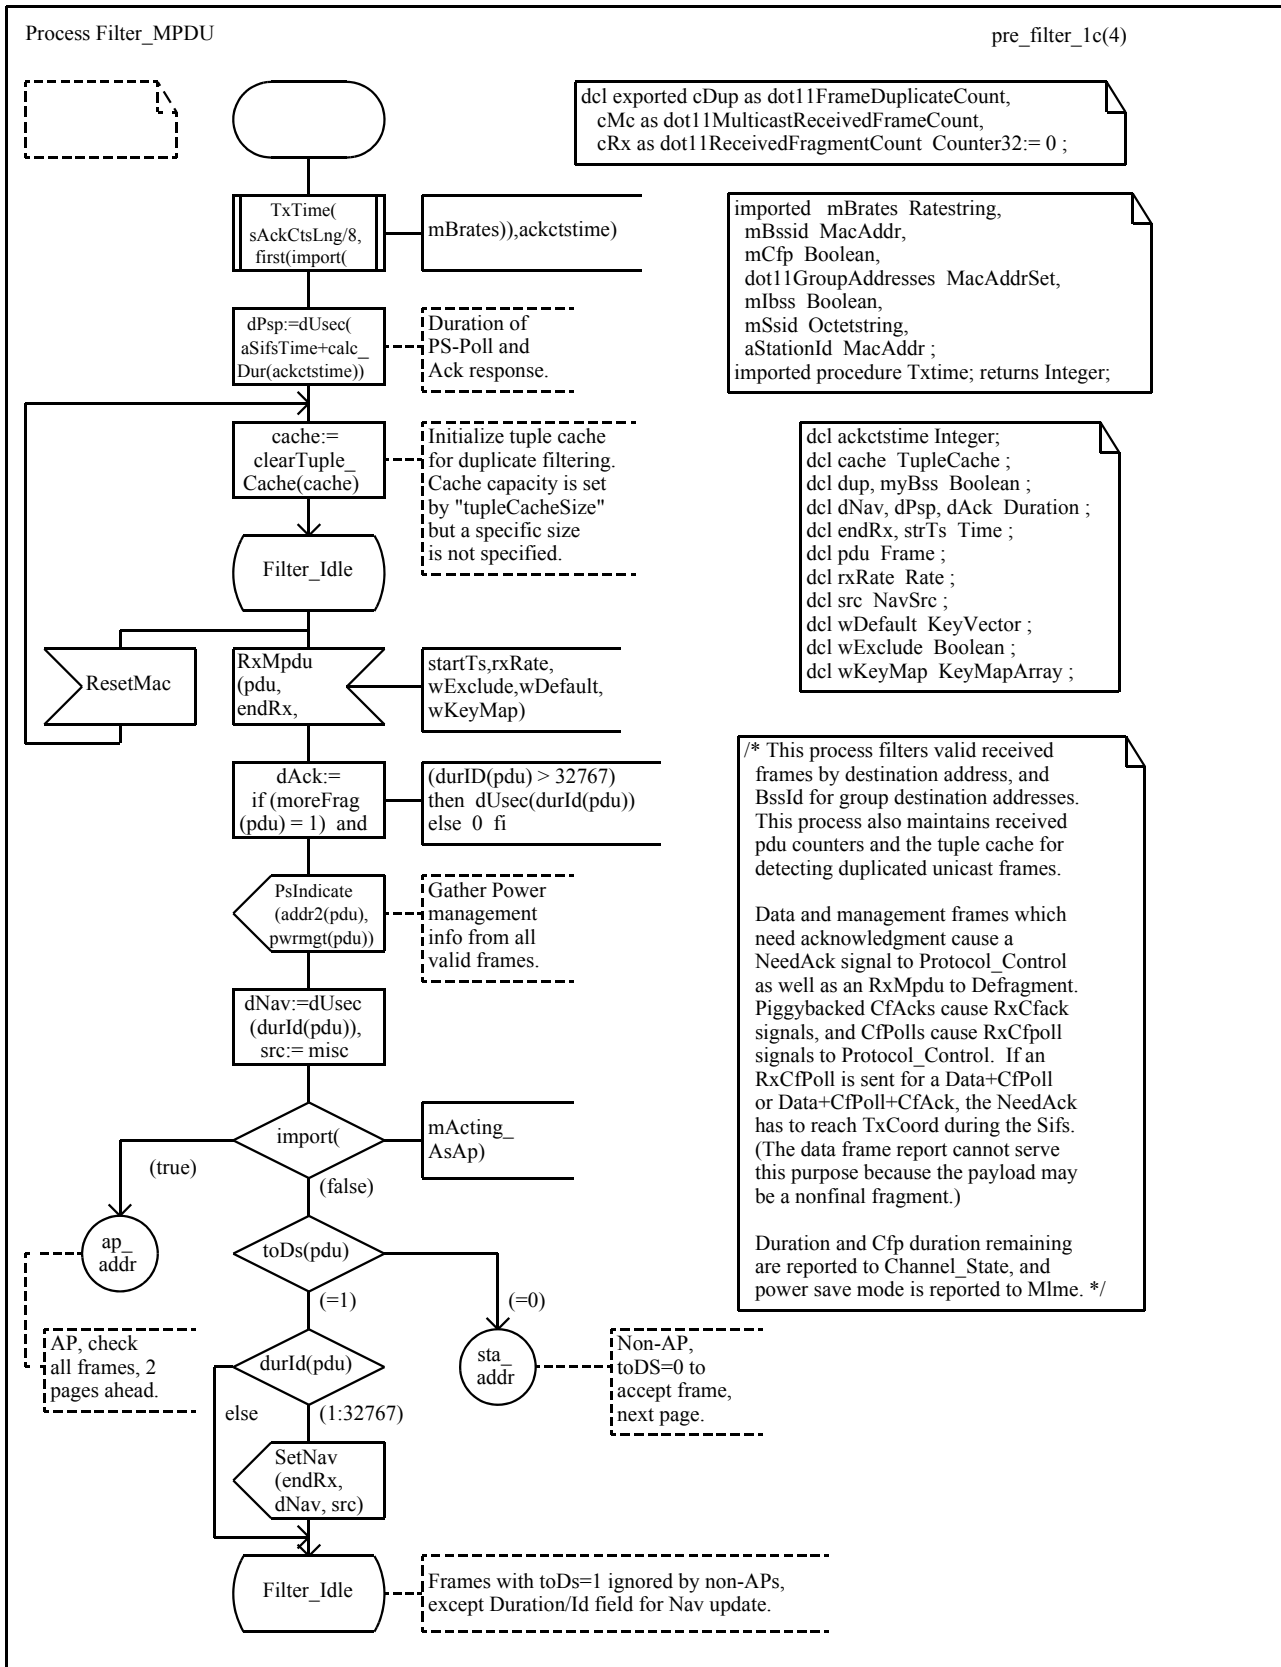 Process Filter_MPDU
pre_filter_1c(4)
dcl exported cDup as dot11FrameDuplicateCount,
cMc as dot11MulticastReceivedFrameCount,
cRx as dot11ReceivedFragmentCount Counter32:= 0 ;
TxTime(
sAckCtsLng/8,
first(import(
mBrates)),ackctstime)
imported mBrates Ratestring,
mBssid MacAddr,
mCfp Boolean,
dot11GroupAddresses MacAddrSet,
mIbss Boolean,
mSsid Octetstring,
aStationId MacAddr ;
imported procedure Txtime; returns Integer;
dPsp:=dUsec(
aSifsTime+calc_
Dur(ackctstime))
Duration of
PS-Poll and
Ack response.
cache:=
clearTuple_
Cache(cache)
Initialize tuple cache
for duplicate filtering.
Cache capacity is set
by "tupleCacheSize"
but a specific size
is not specified.
dcl ackctstime Integer;
dcl cache TupleCache ;
dcl dup, myBss Boolean ;
dcl dNav, dPsp, dAck Duration ;
dcl endRx, strTs Time ;
dcl pdu Frame ;
dcl rxRate Rate ;
dcl src NavSrc ;
dcl wDefault KeyVector ;
dcl wExclude Boolean ;
dcl wKeyMap KeyMapArray ;
Filter_Idle
ResetMac
RxMpdu
(pdu,
endRx,
startTs,rxRate,
wExclude,wDefault,
wKeyMap)
dAck:=
if (moreFrag
(pdu) = 1) and
(durID(pdu) > 32767)
then dUsec(durId(pdu))
else 0 fi
/* This process filters valid received
frames by destination address, and
BssId for group destination addresses.
This process also maintains received
pdu counters and the tuple cache for
detecting duplicated unicast frames.
Data and management frames which
need acknowledgment cause a
NeedAck signal to Protocol_Control
as well as an RxMpdu to Defragment.
Piggybacked CfAcks cause RxCfack
signals, and CfPolls cause RxCfpoll
signals to Protocol_Control. If an
RxCfPoll is sent for a Data+CfPoll
or Data+CfPoll+CfAck, the NeedAck
has to reach TxCoord during the Sifs.
(The data frame report cannot serve
this purpose because the payload may
be a nonfinal fragment.)
Duration and Cfp duration remaining
are reported to Channel_State, and
power save mode is reported to Mlme. */
PsIndicate
(addr2(pdu),
pwrmgt(pdu))
Gather Power
management
info from all
valid frames.
dNav:=dUsec
(durId(pdu)),
src:= misc
import(
mActing_
AsAp)
(true)
(false)
ap_
addr
toDs(pdu)
(=1)
(=0)
AP, check
all frames, 2
pages ahead.
durId(pdu)
sta_
addr
Non-AP,
toDS=0 to
accept frame,
next page.
else
(1:32767)
SetNav
(endRx,
dNav, src)
Filter_Idle
Frames with toDs=1 ignored by non-APs,
except Duration/Id field for Nav update.